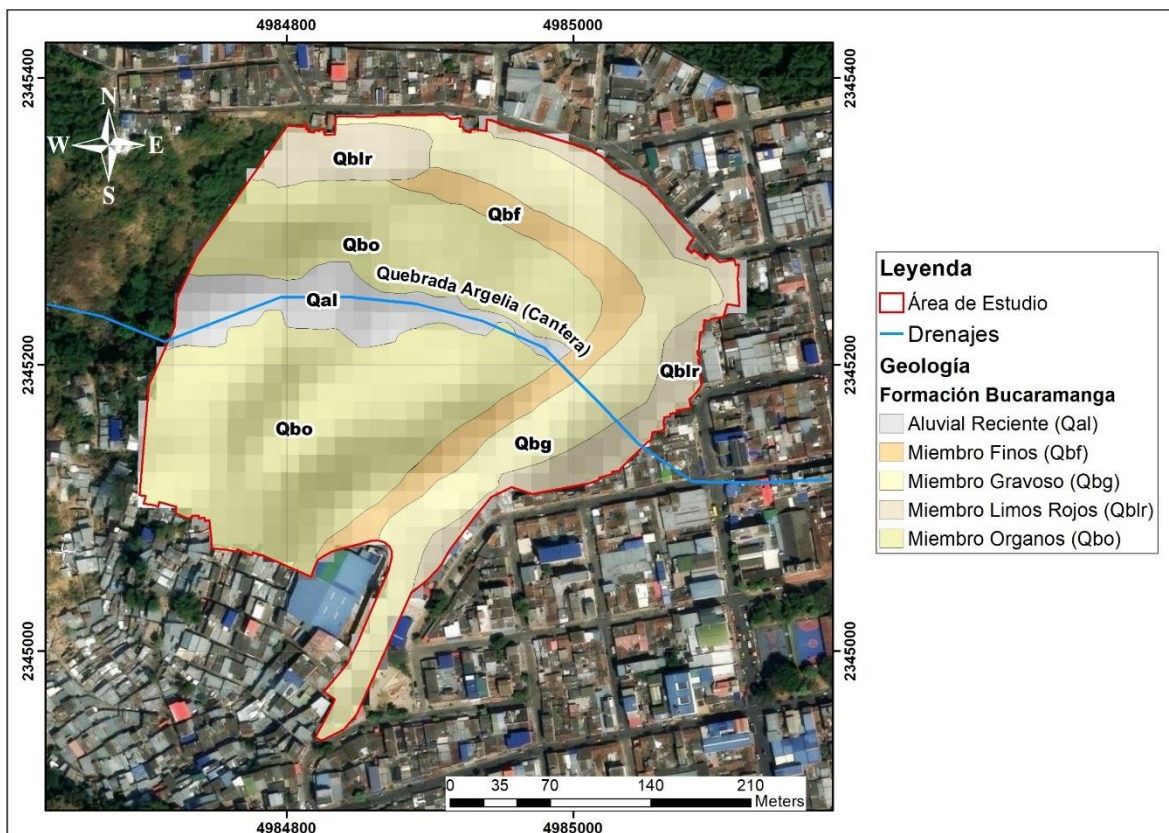 4984800
4985000
2345400
2345400
N
W
E
S
Qblr
Qbf
Qbo
Quebrada Argelia (Cantera)
Qal
2345200
2345200
Qblr
Qbo
Qbg
2345000
2345000
0
35
70
140
210
Meters
4984800
4985000
Leyenda
Área de Estudio
Drenajes
Geología
Formación Bucaramanga
Aluvial Reciente (Qal)
Miembro Finos (Qbf)
Miembro Gravoso (Qbg)
Miembro Limos Rojos (Qblr)
Miembro Organos (Qbo)